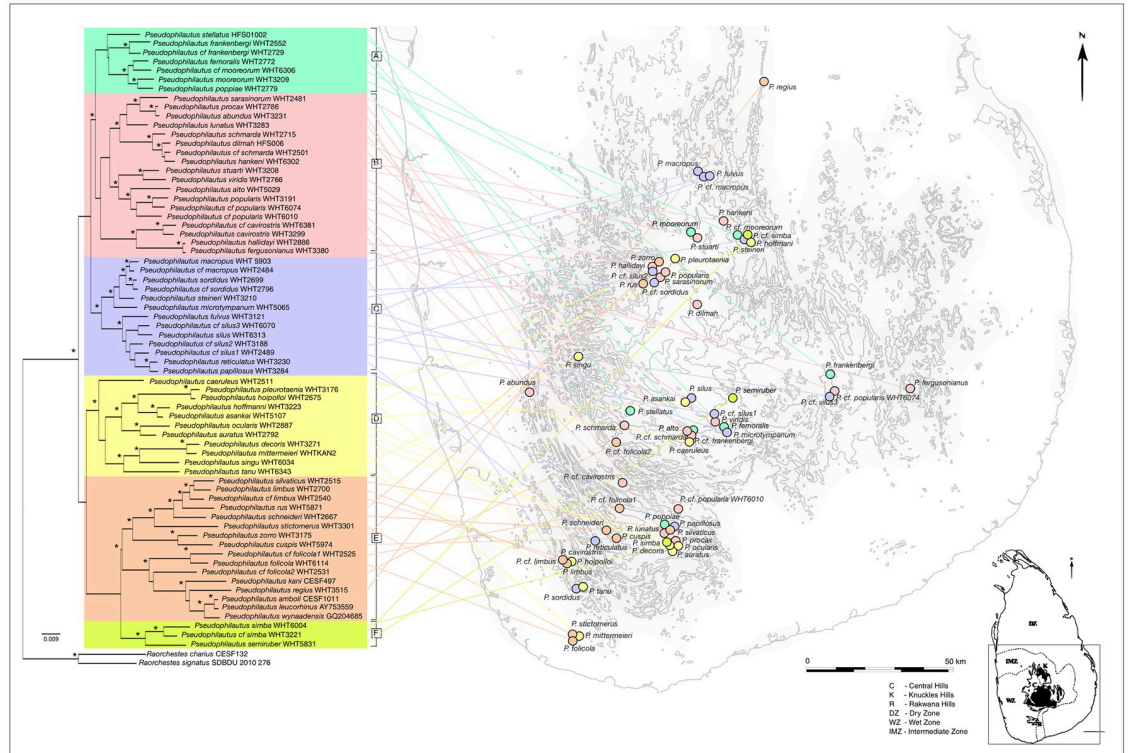 Pseudophilautus stellatus HFS01002
Pseudophilautus frankenbergi WHT2552
Pseudophilautus cf frankenbergi WHT2729
Pseudophilautus femoralis WHT2772
Pseudophilautus cf mooreorum WHT6306
Pseudophilautus mooreorum WHT3209
Pseudophilautus poppiae WHT2779
A
Pseudophilautus sarasinorum WHT2481
Pseudophilautus procax WHT2786
Pseudophilautus abundus WHT3231
Pseudophilautus lunatus WHT3283
Pseudophilautus schmarda WHT2715
Pseudophilautus dilmah HFS006
Pseudophilautus cf schmarda WHT2501
Pseudophilautus hankeni WHT6302
Pseudophilautus stuarti WHT3208
Pseudophilautus viridis WHT2766
Pseudophilautus alto WHT5029
Pseudophilautus popularis WHT3191
Pseudophilautus cf popularis WHT6074
Pseudophilautus cf popularis WHT6010
Pseudophilautus cf cavirostris WHT6381
Pseudophilautus cavirostris WHT3299
Pseudophilautus hallidayi WHT2886
Pseudophilautus fergusonianus WHT3380
B
Pseudophilautus macropus WHT 5903
Pseudophilautus cf macropus WHT2484
Pseudophilautus sordidus WHT2699
Pseudophilautus cf sordidus WHT2796
Pseudophilautus steineri WHT3210
Pseudophilautus microtympanum WHT5065
Pseudophilautus fulvus WHT3121
Pseudophilautus cf silus3 WHT6070
Pseudophilautus silus WHT6313
Pseudophilautus cf silus2 WHT3188
Pseudophilautus cf silus1 WHT2489
Pseudophilautus reticulatus WHT3230
Pseudophilautus papillosus WHT3284
C
Pseudophilautus caeruleus WHT2511
Pseudophilautus pleurotaenia WHT3176
Pseudophilautus hoipolloi WHT2675
Pseudophilautus hoffmanni WHT3223
Pseudophilautus asankai WHT5107
Pseudophilautus ocularis WHT2887
Pseudophilautus auratus WHT2792
Pseudophilautus decoris WHT3271
Pseudophilautus mittermeieri WHTKAN2
Pseudophilautus singu WHT6034
Pseudophilautus tanu WHT6343
D
Pseudophilautus silvaticus WHT2515
Pseudophilautus limbus WHT2700
Pseudophilautus cf limbus WHT2540
Pseudophilautus rus WHT5871
Pseudophilautus schneideri WHT2667
Pseudophilautus stictomerus WHT3301
Pseudophilautus zorro WHT3175
Pseudophilautus cuspis WHT5974
Pseudophilautus cf folicola1 WHT2525
Pseudophilautus folicola WHT6114
Pseudophilautus cf folicola2 WHT2531
Pseudophilautus kani CESF497
Pseudophilautus regius WHT3515
Pseudophilautus amboli CESF1011
Pseudophilautus leucorhinus AY753559
Pseudophilautus wynaadensis GQ204685
E
Pseudophilautus simba WHT6004
Pseudophilautus cf simba WHT3221
Pseudophilautus semiruber WHT5831
F
Raorchestes charius CESF132
Raorchestes signatus SDBDU 2010 276
0.009
N
P. regius
P. macropus
P. fulvus
P. cf. macropus
P. hankeni
P. mooreorum
P. cf. mooreorum
P. cf. simba
P. stuarti
P. hoffmani
P. steineri
P. zorro
P. pleurotaenia
P. hallidayi
P. cf. silus2
P. popularis
P. rus
P. sarasinorum
P. cf. sordidus
P. dilmah
P. singu
P. frankenbergi
P. abundus
P. fergusonianus
P. silus
P. semiruber
P. asankai
P. cf. silus3
P. cf. popularis WHT6074
P. stellatus
P. cf. silus1
P. viridis
P. schmarda
P. alto
P. femoralis
P. cf. schmarda
P. microtympanum
P. cf. frankenbergi
P. cf. folicola2
P. caeruleus
P. cf. cavirostris
P. cf. folicola1
P. cf. popularis WHT6010
P. poppiae
P. schneideri
P. lunatus
P. papillosus
P. silvaticus
P. cuspis
P. simba
P. procax
P. reticulatus
P. decoris
P. ocularis
P. cavirostris
P. auratus
P. cf. limbus
P. hoipolloi
P. limbus
P. tanu
P. sordidus
P. stictomerus
P. mittermeieri
P. folicola
0
50 km
C - Central Hills
K - Knuckles Hills
R - Rakwana Hills
DZ - Dry Zone
WZ - Wet Zone
IMZ - Intermediate Zone
DZ
IMZ
K
C
WZ
R